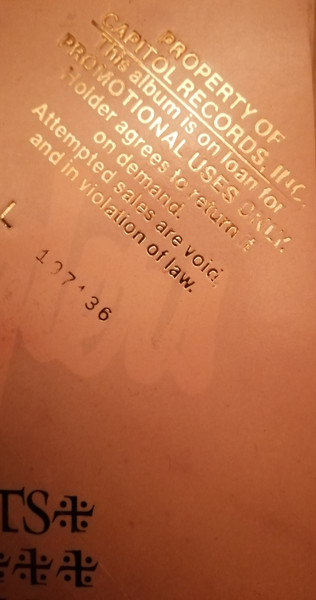 PROPERTY OF
CAPITOL RECORDS, INC.
This album is on loan for
PROMOTIONAL USES ONLY.
Holder agrees to return it
on demand.
Attempted sales are void
and in violation of law.
TS